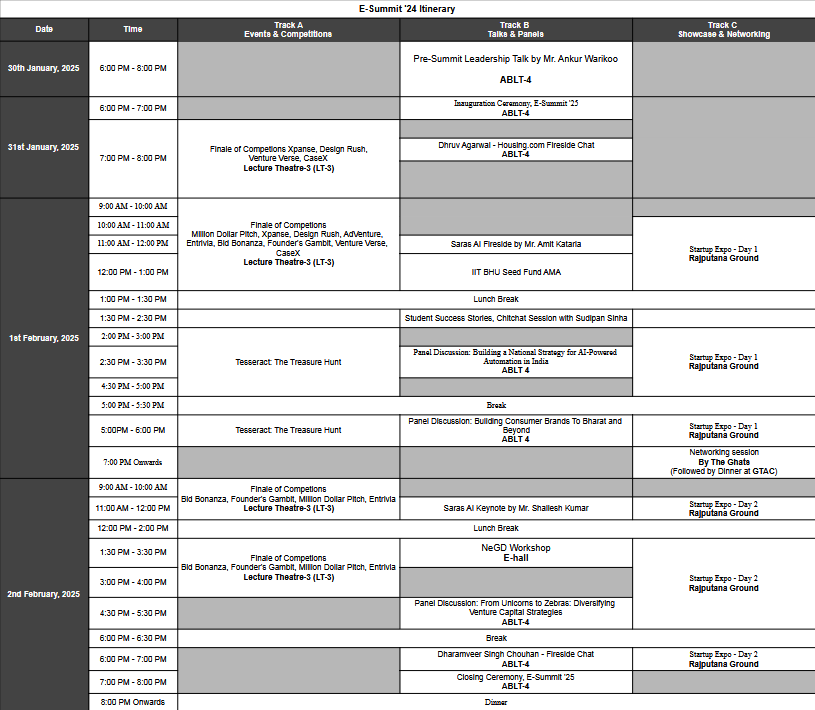 E-Summit '24 Itinerary
Date
Time
Track A
Events & Competitions
Track B
Talks & Panels
Track C
Showcase & Networking
30th January, 2025
6:00 PM - 8:00 PM
Pre-Summit Leadership Talk by Mr. Ankur Warikoo
ABLT-4
31st January, 2025
6:00 PM - 7:00 PM
Inauguration Ceremony, E-Summit '25
ABLT-4
7:00 PM - 8:00 PM
Finale of Competions Xpanse, Design Rush,
Venture Verse, CaseX
Lecture Theatre-3 (LT-3)
Dhruv Agarwal - Housing.com Fireside Chat
ABLT-4
1st February, 2025
9:00 AM - 10:00 AM
10:00 AM - 11:00 AM
11:00 AM - 12:00 PM
12:00 PM - 1:00 PM
Finale of Competions
Million Dollar Pitch, Xpanse, Design Rush, AdVenture,
Entrivia, Bid Bonanza, Founder's Gambit, Venture Verse,
CaseX
Lecture Theatre-3 (LT-3)
Saras AI Fireside by Mr. Amit Kataria
IIT BHU Seed Fund AMA
Startup Expo - Day 1
Rajputana Ground
1:00 PM - 1:30 PM
Lunch Break
1:30 PM - 2:30 PM
Student Success Stories, Chitchat Session with Sudipan Sinha
2:00 PM - 3:00 PM
2:30 PM - 3:30 PM
4:30 PM - 5:00 PM
Tesseract: The Treasure Hunt
Panel Discussion: Building a National Strategy for AI-Powered
Automation in India
ABLT 4
Startup Expo - Day 1
Rajputana Ground
5:00 PM - 5:30 PM
Break
5:00PM - 6:00 PM
Tesseract: The Treasure Hunt
Panel Discussion: Building Consumer Brands To Bharat and
Beyond
ABLT 4
Startup Expo - Day 1
Rajputana Ground
7:00 PM Onwards
Networking session
By The Ghats
(Followed by Dinner at GTAC)
2nd February, 2025
9:00 AM - 10:00 AM
11:00 AM - 12:00 PM
Finale of Competions
Bid Bonanza, Founder's Gambit, Million Dollar Pitch, Entrivia
Lecture Theatre-3 (LT-3)
Saras AI Keynote by Mr. Shailesh Kumar
Startup Expo - Day 2
Rajputana Ground
12:00 PM - 2:00 PM
Lunch Break
1:30 PM - 3:30 PM
3:00 PM - 4:00 PM
4:30 PM - 5:30 PM
Finale of Competions
Bid Bonanza, Founder's Gambit, Million Dollar Pitch, Entrivia
Lecture Theatre-3 (LT-3)
NeGD Workshop
E-hall
Panel Discussion: From Unicorns to Zebras: Diversifying
Venture Capital Strategies
ABLT-4
Startup Expo - Day 2
Rajputana Ground
6:00 PM - 6:30 PM
Break
6:00 PM - 7:00 PM
Dharamveer Singh Chouhan - Fireside Chat
ABLT-4
Startup Expo - Day 2
Rajputana Ground
7:00 PM - 8:00 PM
Closing Ceremony, E-Summit '25
ABLT-4
8:00 PM Onwards
Dinner